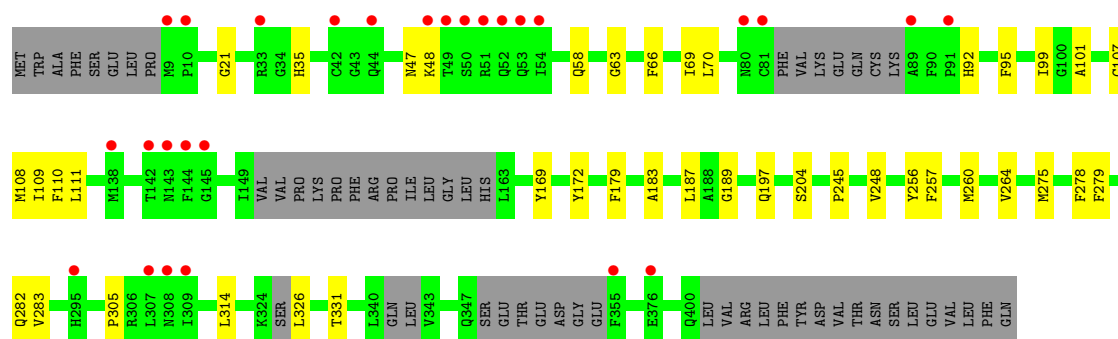 MET TRP ALA PHE SER GLU LEU PRO M9 P10 G21 R33 G34 H35 C42 G43 Q44 N47 K48 T49 S50 R51 Q52 Q53 I54 Q58 G63 F66 I69 L70 N80 C81 PHE VAL LYS GLU GLN CYS LYS A89 F90 P91 H92 F95 I99 G100 A101
M108 I109 F110 L111 M138 T142 N143 F144 G145 I149 VAL VAL PRO LYS PRO PHE ARG PRO ILE LEU GLY LEU HIS L163 Y169 Y172 F179 A183 L187 A188 G189 Q197 S204 P245 V248 Y256 F257 M260 V264 M275 F278 F279
Q282 V283 H295 P305 R306 L307 N308 I309 L314 K324 SER L326 T331 L340 GLN LEU V343 Q347 SER GLU THR GLU ASP GLY GLU F355 E376 Q400 LEU VAL ARG LEU PHE TYR ASP VAL THR ASN SER LEU GLU VAL LEU PHE GLN